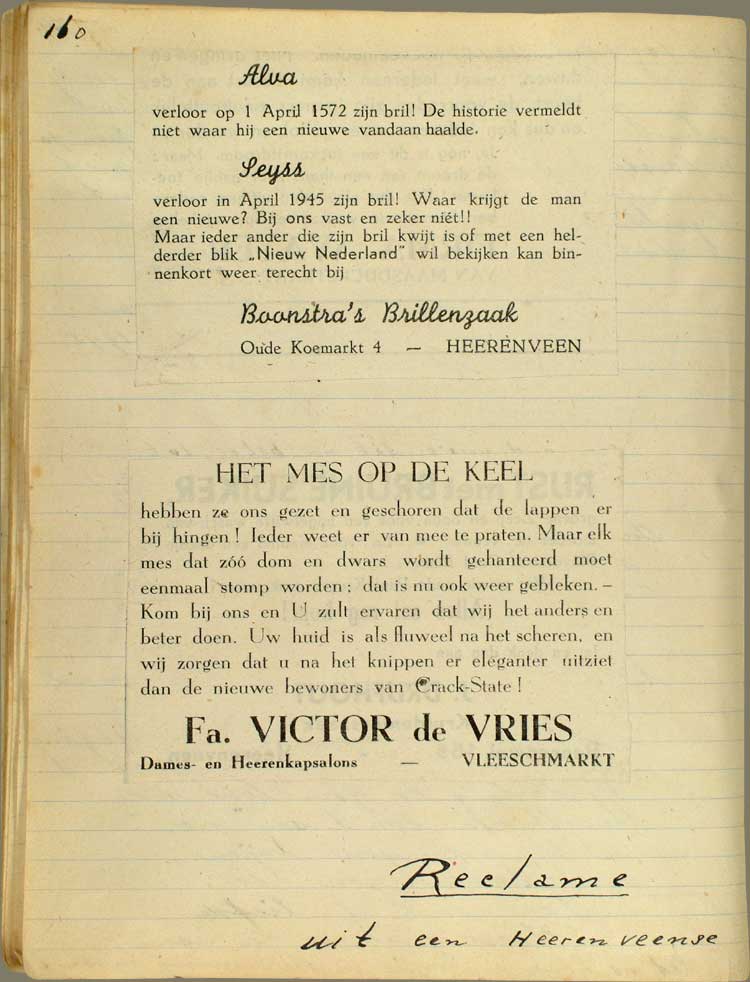 160
Alva
verloor op 1 April 1572 zijn bril! De historie vermeldt
niet waar hij een nieuwe vandaan haalde.
Seyss
verloor in April 1945 zijn bril! Waar krijgt de man
een nieuwe? Bij ons vast en zeker niét!!
Maar ieder ander die zijn bril kwijt is of met een hel-
derder blik „Nieuw Nederland" wil bekijken kan bin-
nenkort weer terecht bij
Boonstra's Brillenzaak
Oude Koemarkt 4 — HEERENVEEN
HET MES OP DE KEEL
hebben ze ons gezet en geschoren dat de lappen er
bij hingen! Ieder weet er van mee te praten. Maar elk
mes dat zóó dom en dwars wordt gehanteerd moet
eenmaal stomp worden; dat is nu ook weer gebleken. –
Kom bij ons en U zult ervaren dat wij het anders en
beter doen. Uw huid is als fluweel na het scheren, en
wij zorgen dat u na het knippen er eleganter uitziet
dan de nieuwe bewoners van Crack-State!
Fa. VICTOR de VRIES
Dames- en Heerenkapsalons — VLEESCHMARKT
Reclame
uit een Heerenveense